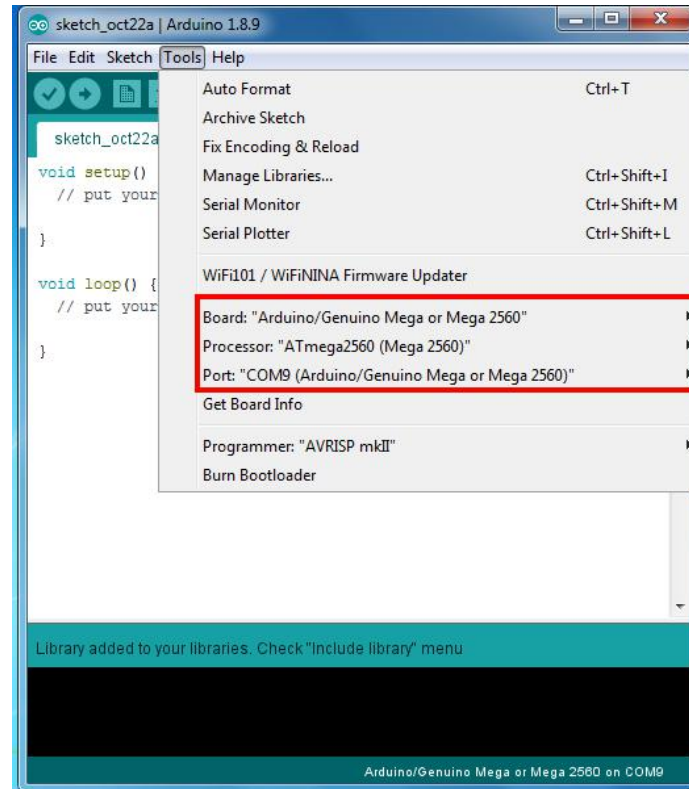 sketch_oct22a | Arduino 1.8.9
File Edit Sketch Tools Help
Auto Format Ctrl+T
Archive Sketch
sketch_oct22a
Fix Encoding & Reload
void setup()
Manage Libraries... Ctrl+Shift+I
// put your
Serial Monitor Ctrl+Shift+M
}
Serial Plotter Ctrl+Shift+L
WiFi101 / WiFiNINA Firmware Updater
void loop() {
// put your
Board: "Arduino/Genuino Mega or Mega 2560"
Processor: "ATmega2560 (Mega 2560)"
}
Port: "COM9 (Arduino/Genuino Mega or Mega 2560)"
Get Board Info
Programmer: "AVRISP mkII"
Burn Bootloader
Library added to your libraries. Check "Include library" menu
Arduino/Genuino Mega or Mega 2560 on COM9